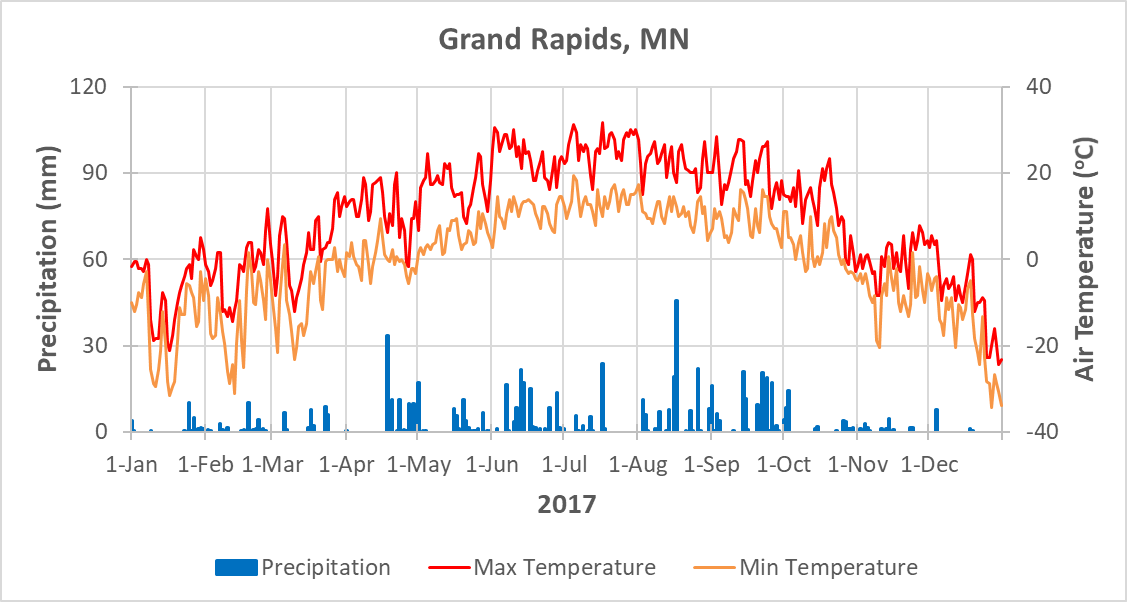 Grand Rapids, MN
120
90
60
30
0
Precipitation (mm)
40
20
0
-20
-40
Air Temperature (ºC)
1-Jan 1-Feb 1-Mar 1-Apr 1-May 1-Jun 1-Jul 1-Aug 1-Sep 1-Oct 1-Nov 1-Dec
2017
Precipitation Max Temperature Min Temperature